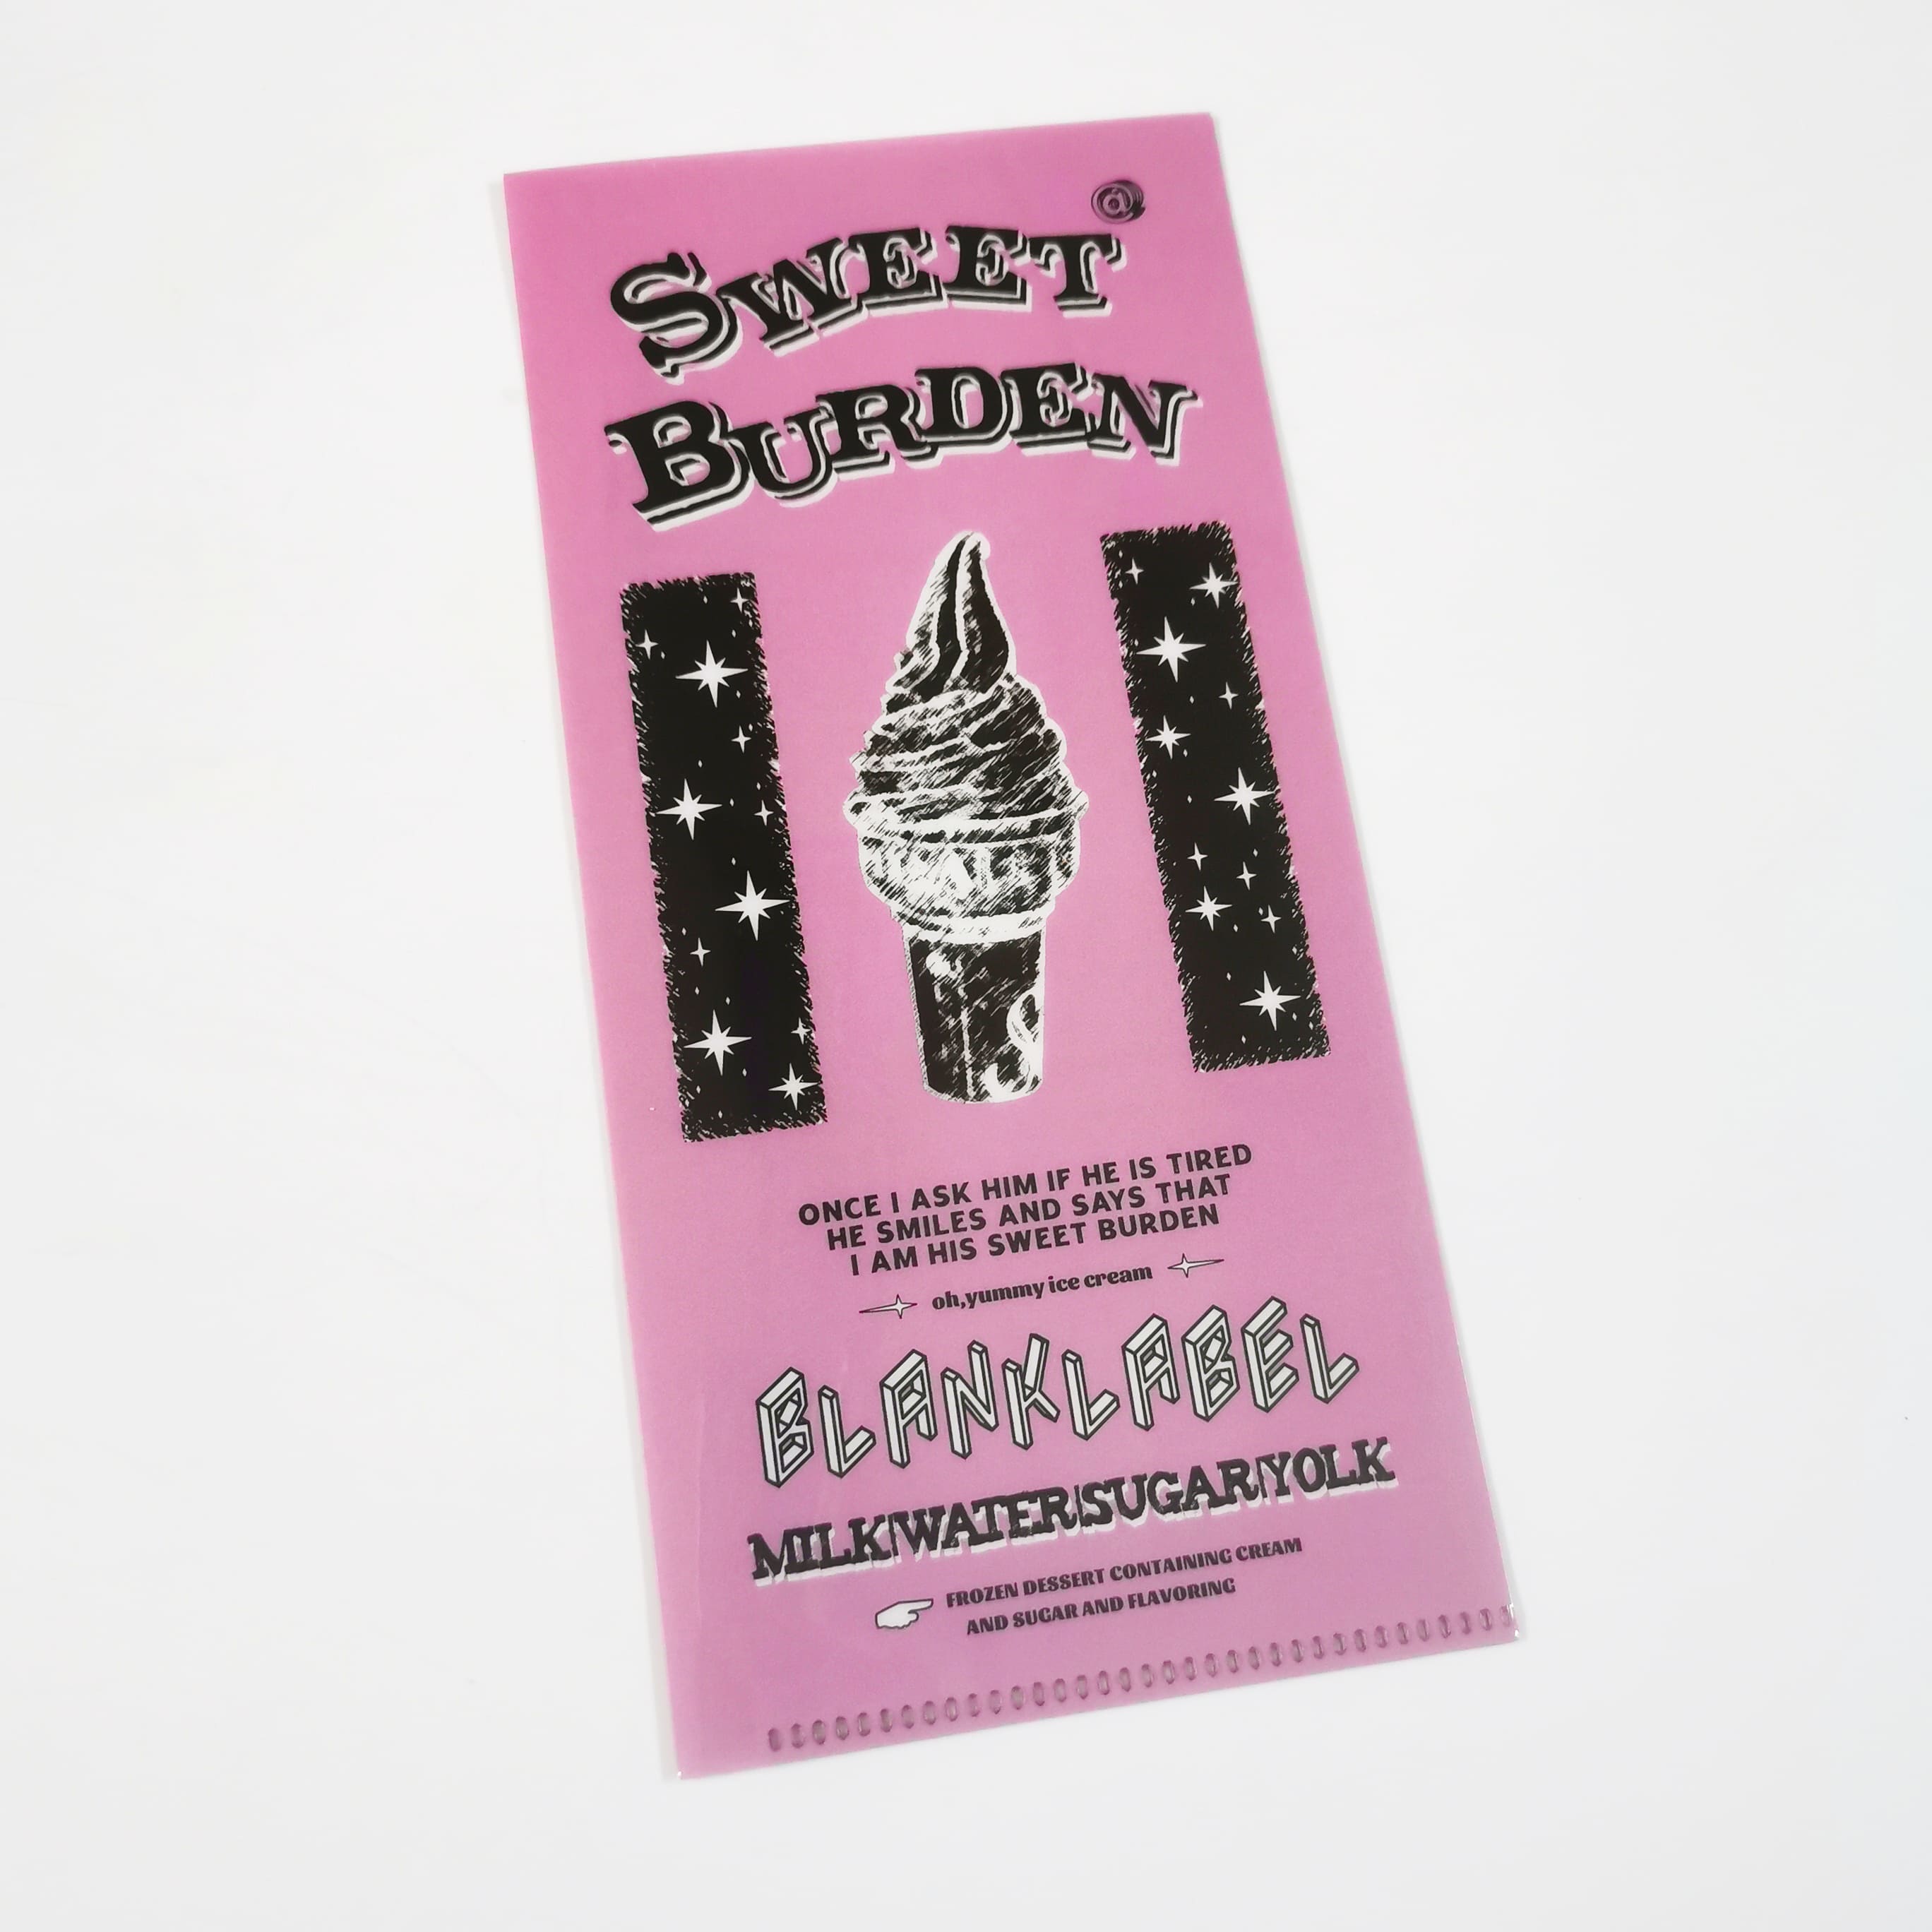 @
SWEET
BURDEN
ONCE I ASK HIM IF HE IS TIRED
HE SMILES AND SAYS THAT
I AM HIS SWEET BURDEN
oh,yummy ice cream
BLANKLABEL
MILK|WATER|SUGAR|YOLK
FROZEN DESSERT CONTAINING CREAM
AND SUGAR AND FLAVORING